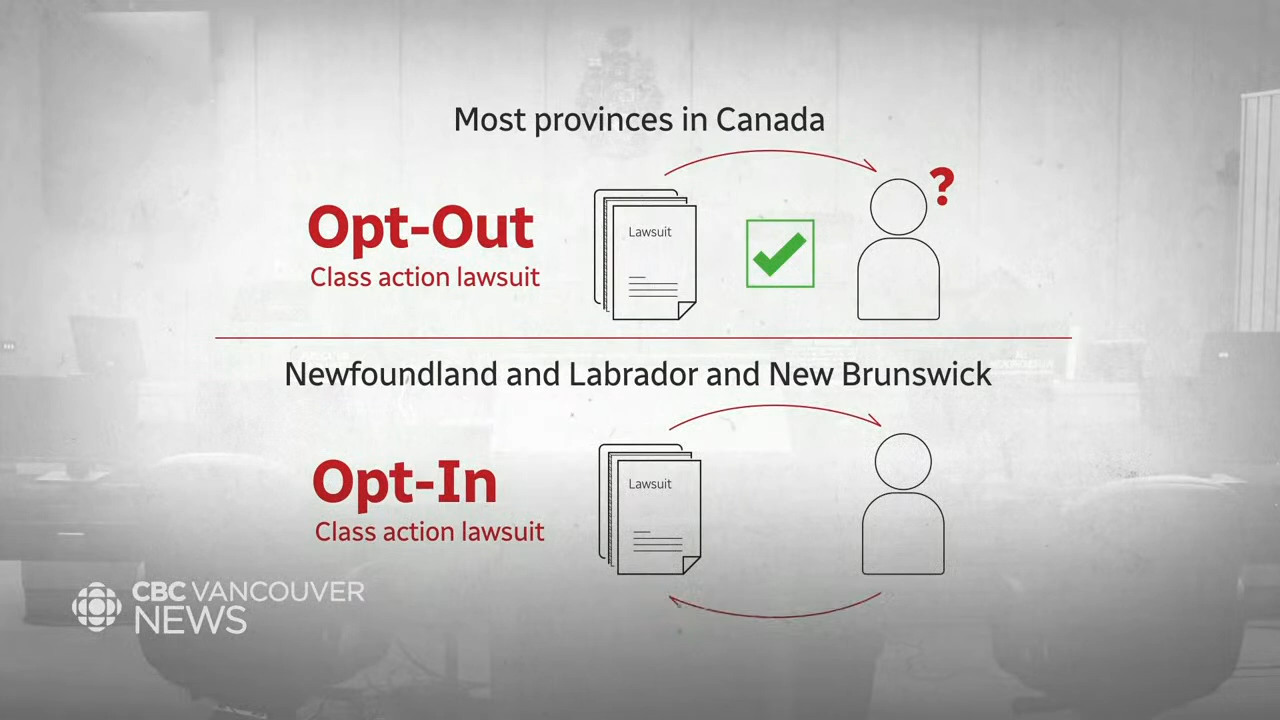 Most provinces in Canada
Opt-Out
Class action lawsuit
Lawsuit
?
Newfoundland and Labrador and New Brunswick
Opt-In
Class action lawsuit
Lawsuit
CBC VANCOUVER
NEWS